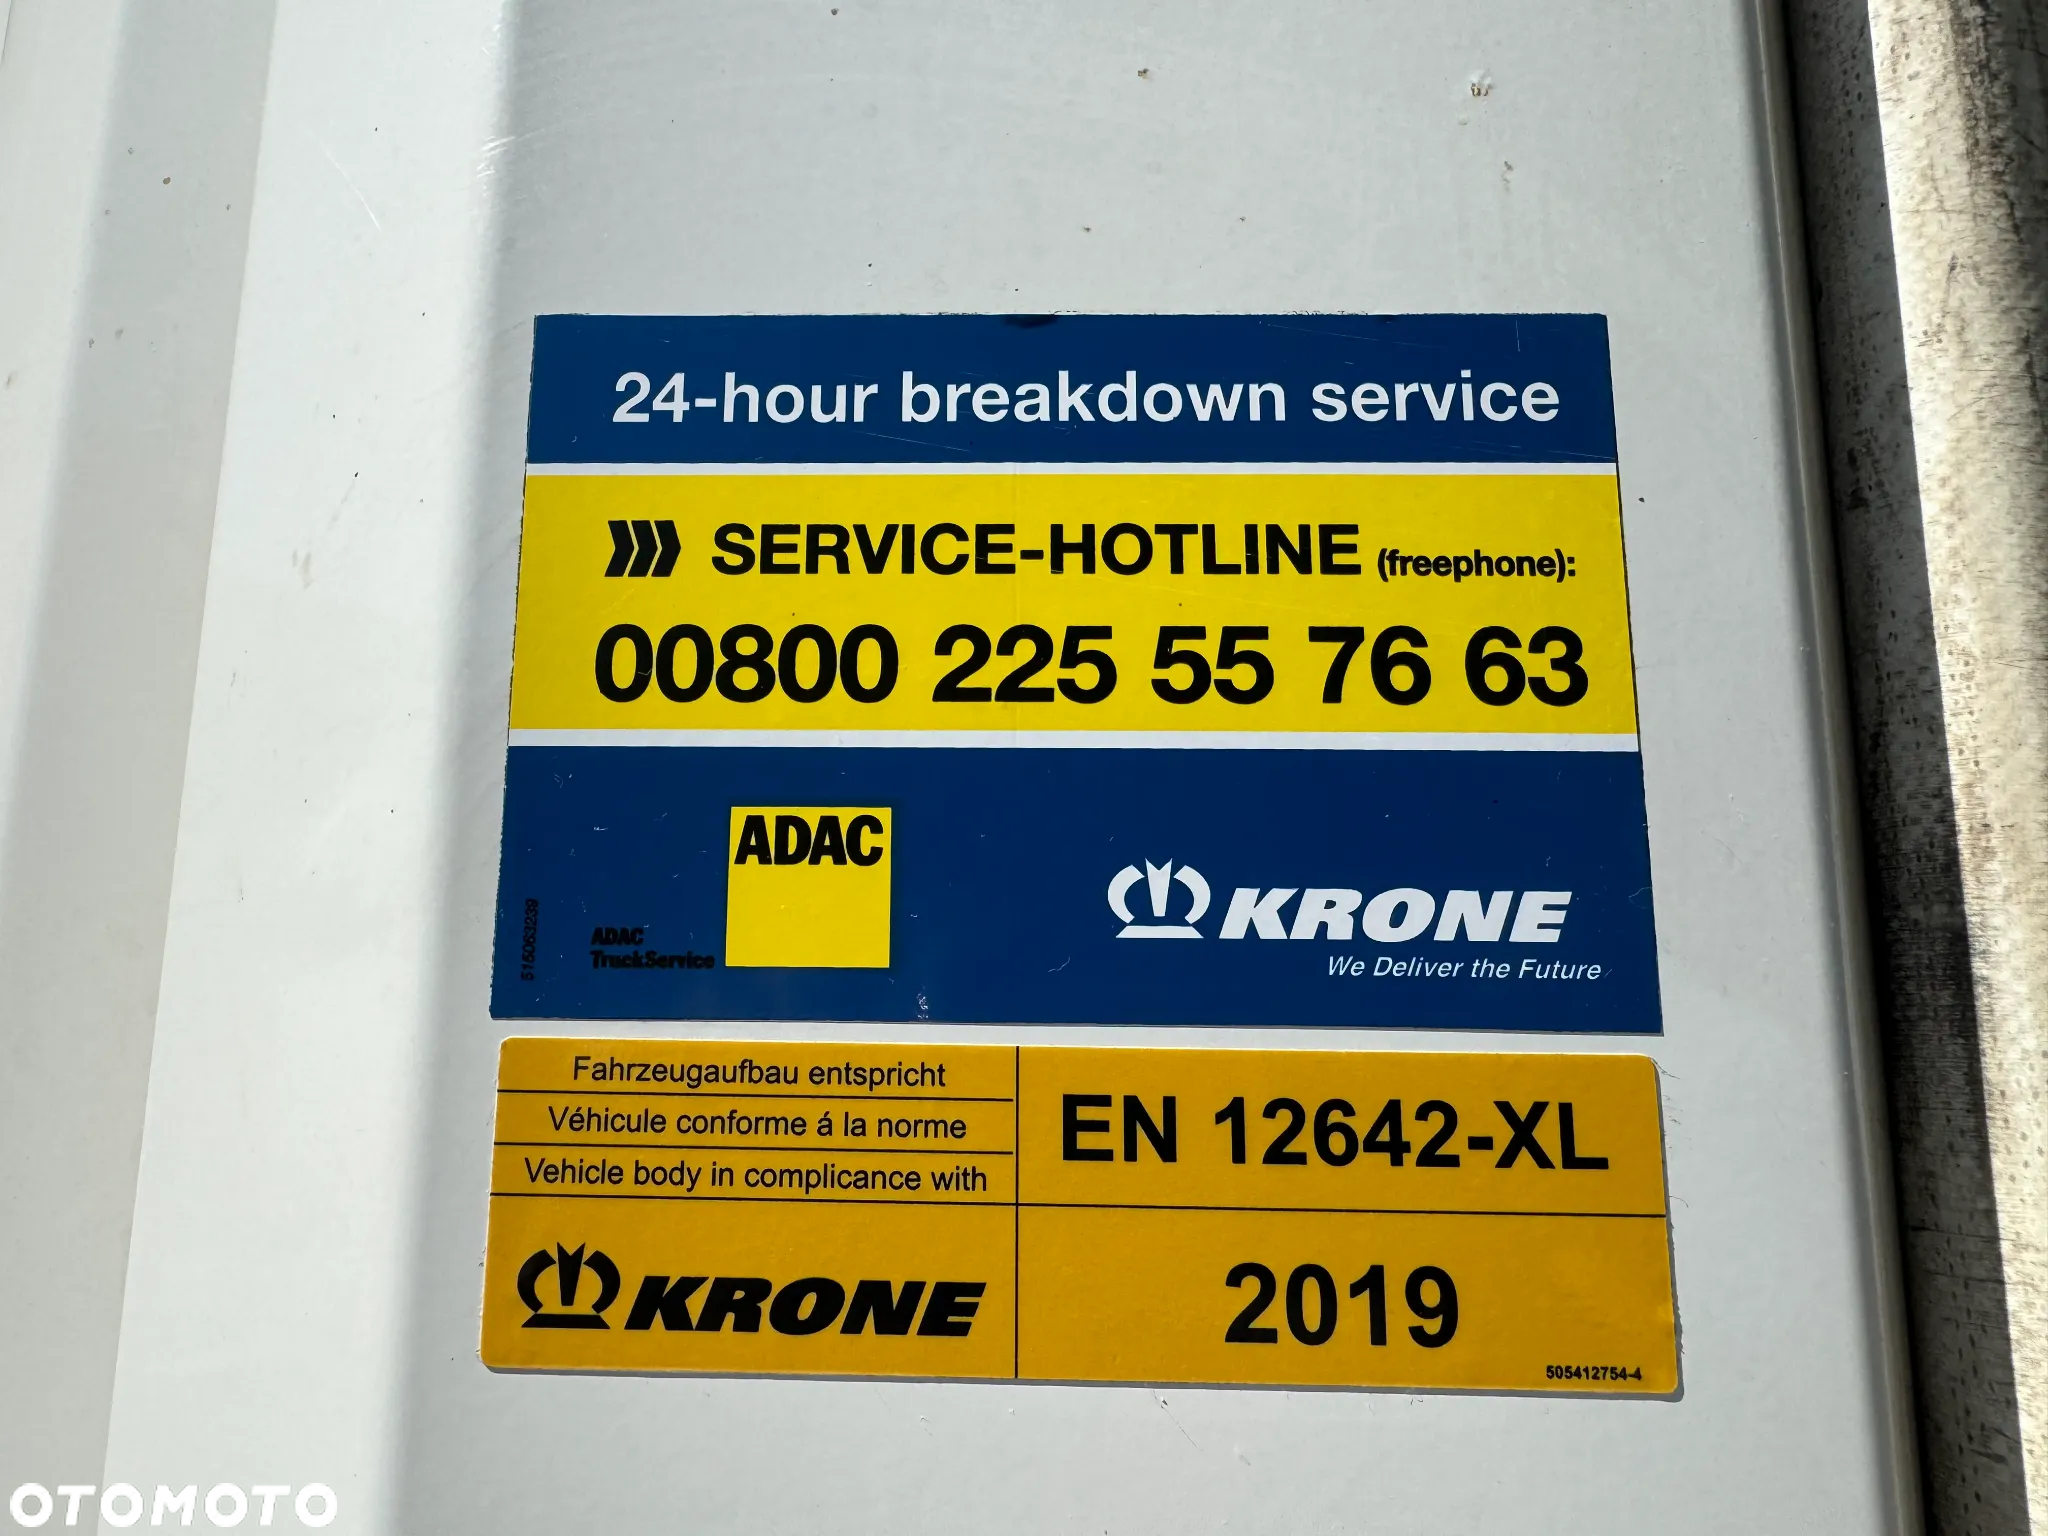 24-hour breakdown service
SERVICE-HOTLINE (freephone):
00800 225 55 76 63
ADAC
ADAC
TruckService
515063239
KRONE
We Deliver the Future
Fahrzeugaufbau entspricht
Véhicule conforme á la norme
Vehicle body in complicance with
EN 12642-XL
KRONE
2019
505412754-4
OTOMOTO